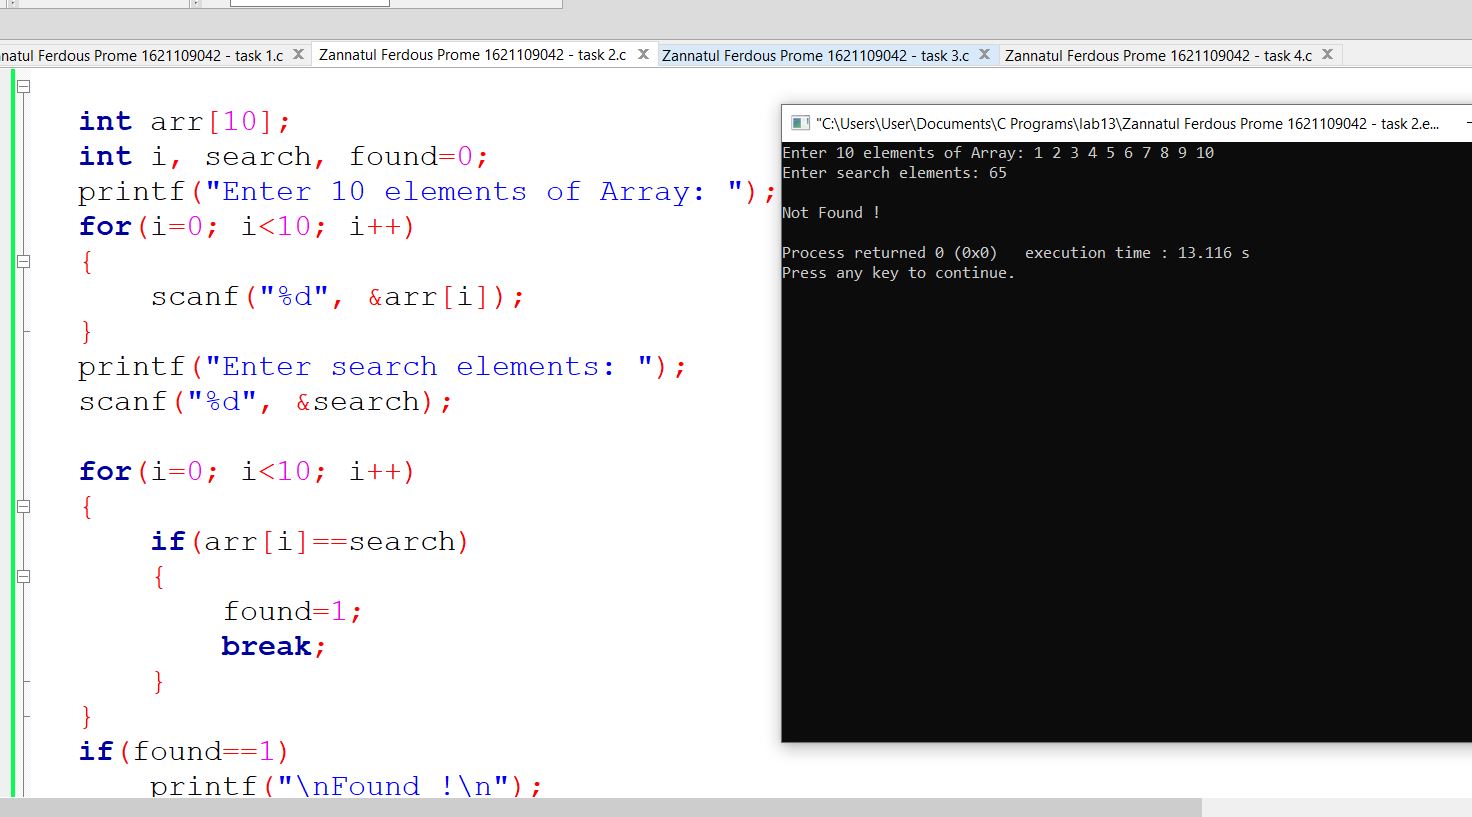 natul Ferdous Prome 1621109042 - task 1.c
Zannatul Ferdous Prome 1621109042 - task 2.c
Zannatul Ferdous Prome 1621109042 - task 3.c
Zannatul Ferdous Prome 1621109042 - task 4.c
int arr[10];
int i, search, found=0;
printf("Enter 10 elements of Array: ");
for(i=0; i<10; i++)
{
scanf("%d", &arr[i]);
}
printf("Enter search elements: ");
scanf("%d", &search);
for(i=0; i<10; i++)
{
if(arr[i]==search)
{
found=1;
break;
}
}
if(found==1)
printf("\nFound !\n");
"C:\Users\User\Documents\C Programs\lab13\Zannatul Ferdous Prome 1621109042 - task 2.e...
Enter 10 elements of Array: 1 2 3 4 5 6 7 8 9 10
Enter search elements: 65
Not Found !
Process returned 0 (0x0)   execution time : 13.116 s
Press any key to continue.